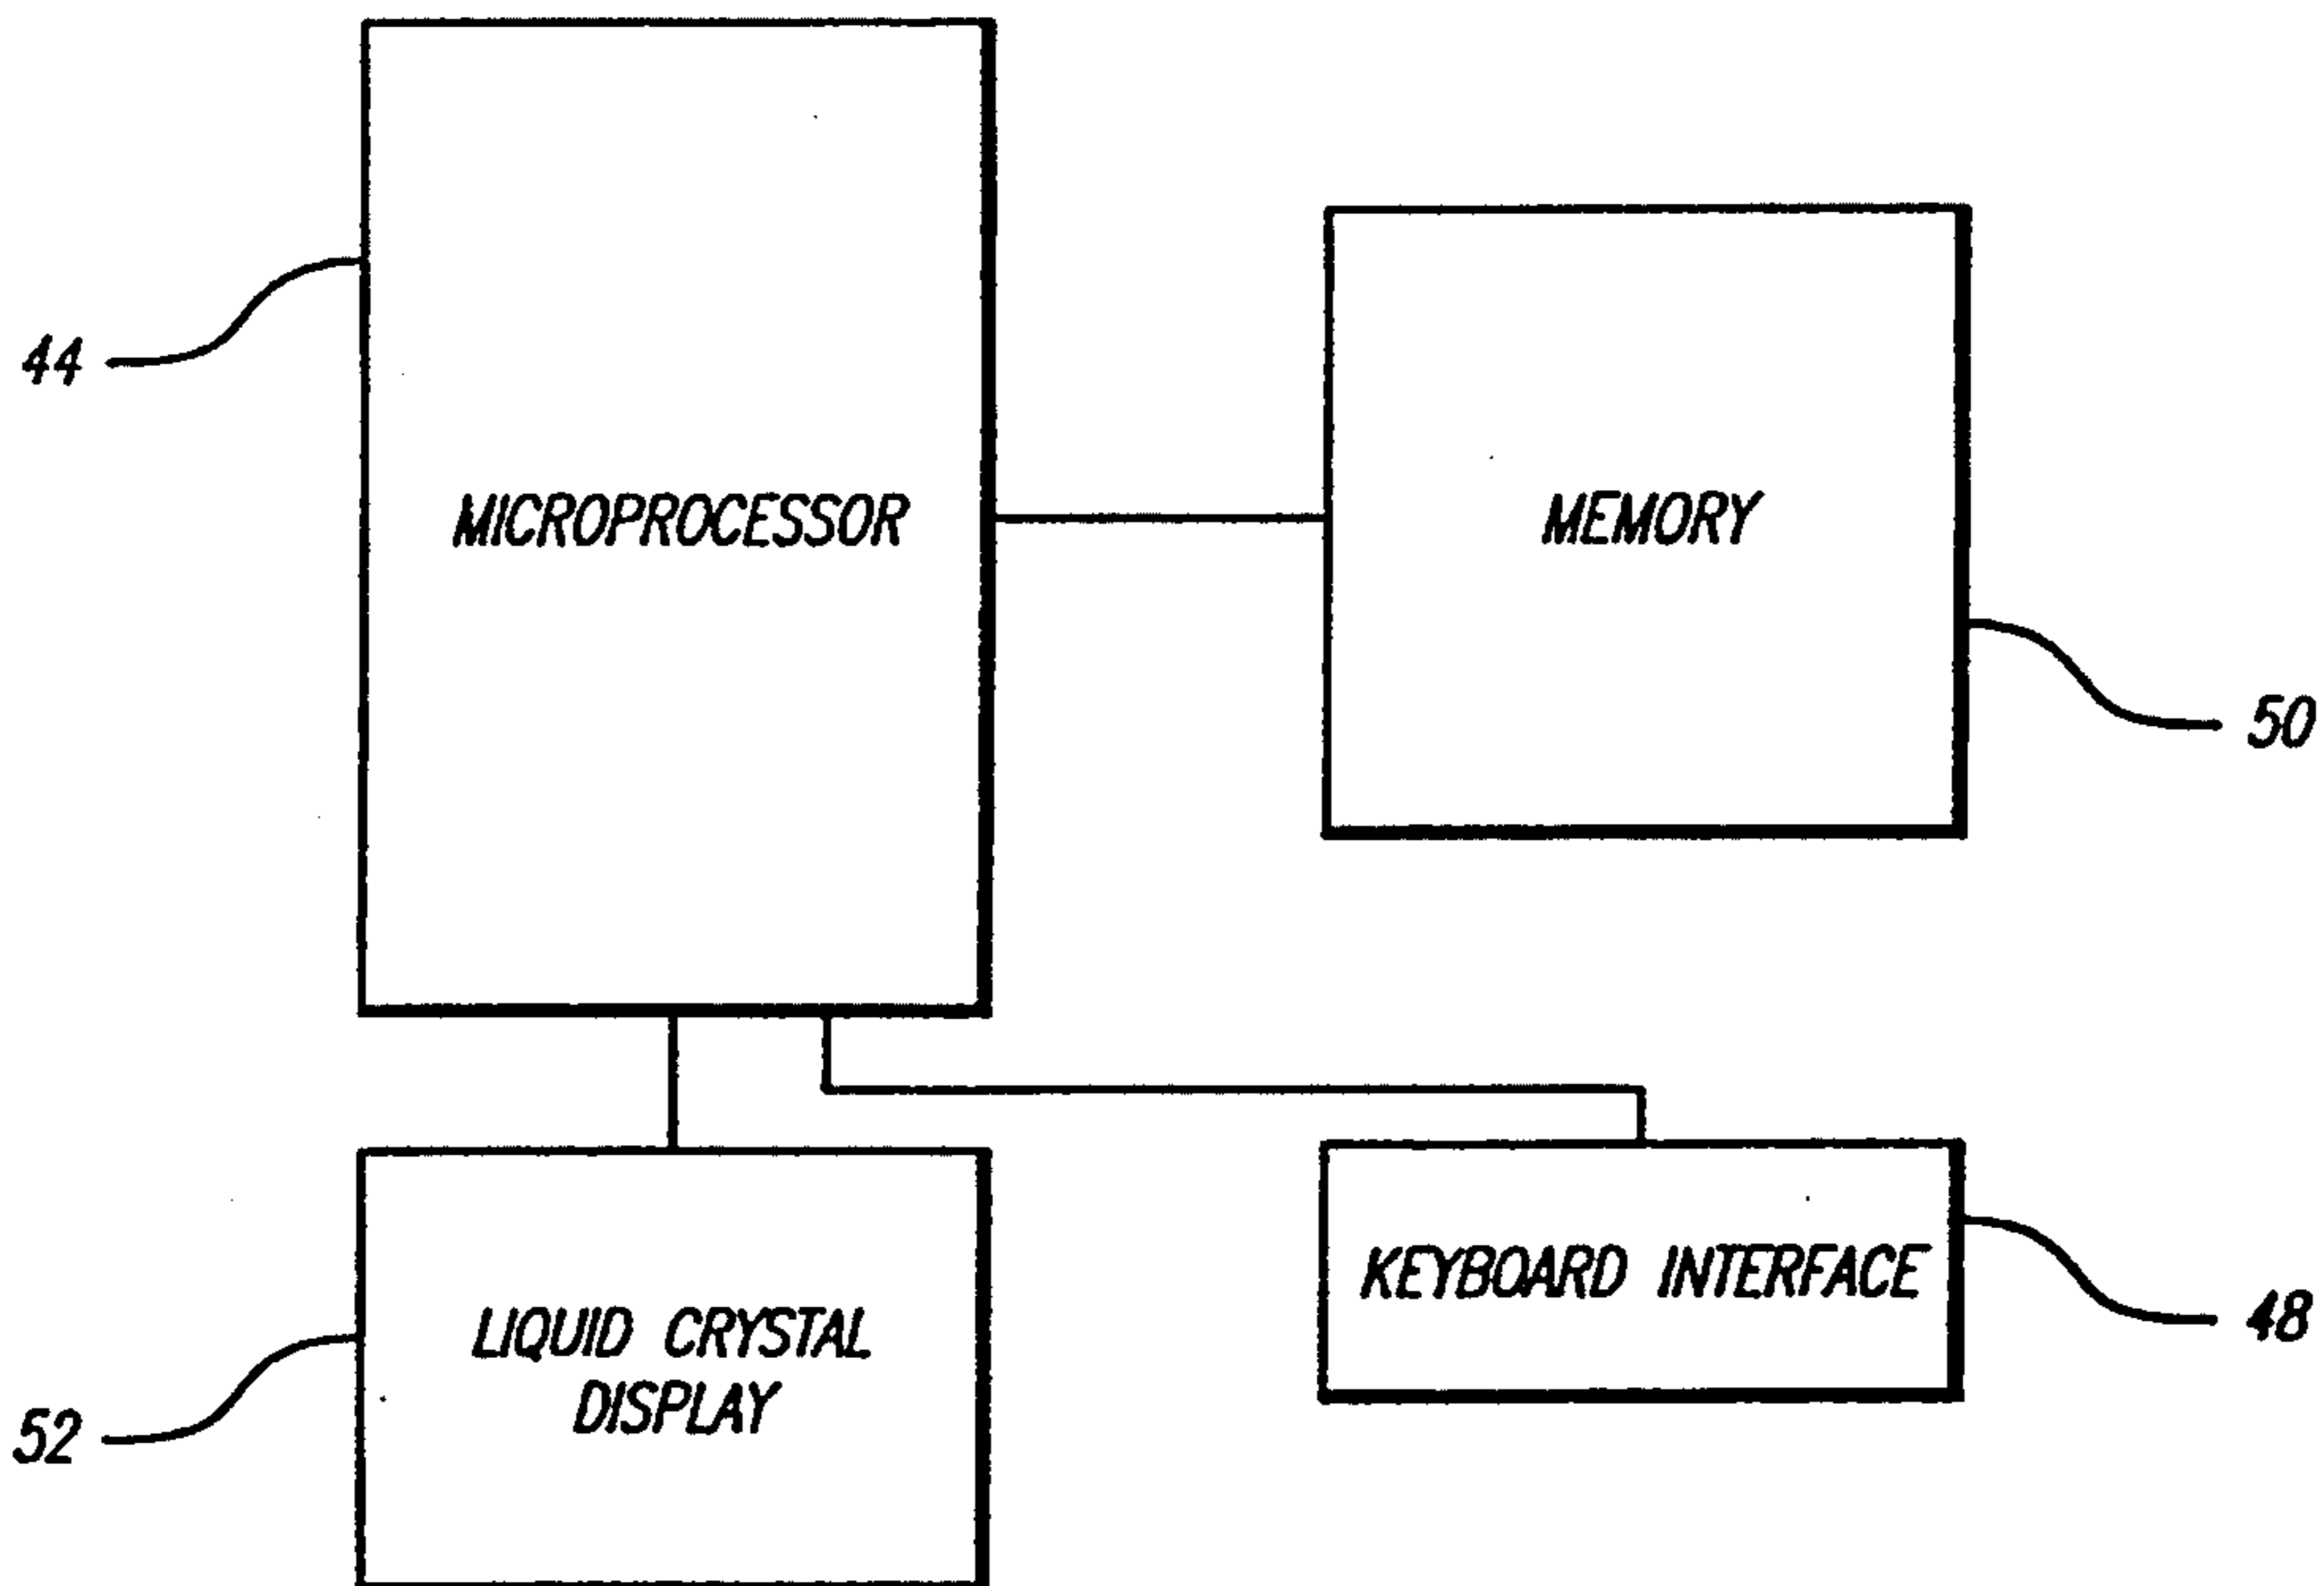 44
MICROPROCESSOR
MEMORY
50
LIQUID CRYSTAL
DISPLAY
52
KEYBOARD INTERFACE
48